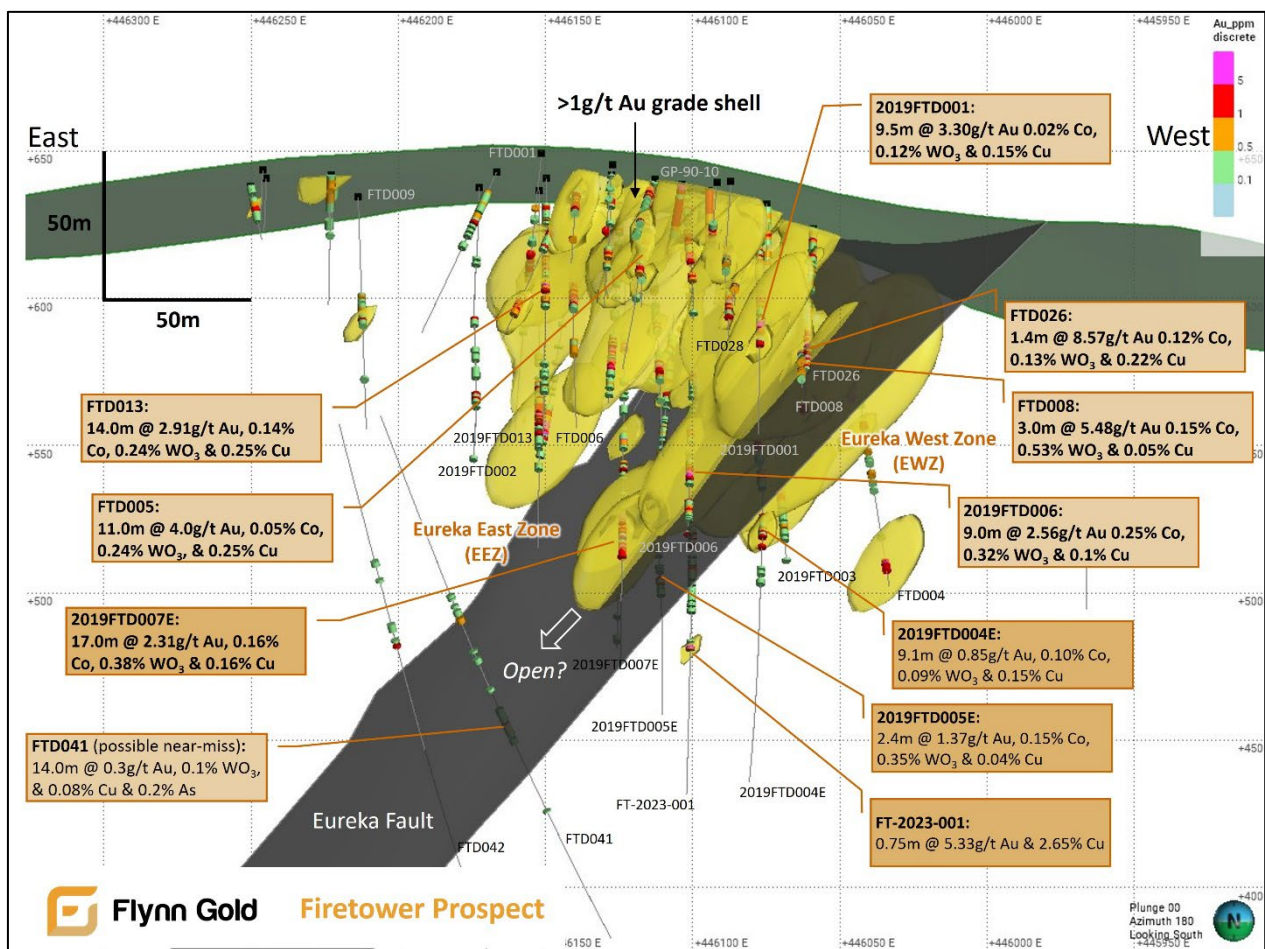 +446300 E
+446250 E
+446200 E
+446150 E
+446100 E
+446050 E
+446000 E
+445950 E
Au_ppm
discrete
5
1
0.5
+650
0.1
>1g/t Au grade shell
East
West
+650
FTD001
GP-90-10
FTD009
50m
50m
2019FTD001:
9.5m @ 3.30g/t Au 0.02% Co,
0.12% WO₃ & 0.15% Cu
+600
FTD028
FTD026
FTD008
FTD026:
1.4m @ 8.57g/t Au 0.12% Co,
0.13% WO₃ & 0.22% Cu
FTD008:
3.0m @ 5.48g/t Au 0.15% Co,
0.53% WO₃ & 0.05% Cu
FTD013:
14.0m @ 2.91g/t Au, 0.14%
Co, 0.24% WO₃ & 0.25% Cu
+550
2019FTD013
FTD006
2019FTD002
2019FTD001
Eureka West Zone
(EWZ)
FTD005:
11.0m @ 4.0g/t Au, 0.05% Co,
0.24% WO₃, & 0.25% Cu
Eureka East Zone
(EEZ)
2019FTD006
2019FTD006:
9.0m @ 2.56g/t Au 0.25% Co,
0.32% WO₃ & 0.1% Cu
2019FTD003
FTD004
+500
+500
2019FTD007E:
17.0m @ 2.31g/t Au, 0.16%
Co, 0.38% WO₃ & 0.16% Cu
Open?
2019FTD007E
2019FTD004E:
9.1m @ 0.85g/t Au, 0.10% Co,
0.09% WO₃ & 0.15% Cu
2019FTD005E
2019FTD005E:
2.4m @ 1.37g/t Au, 0.15% Co,
0.35% WO₃ & 0.04% Cu
FTD041 (possible near-miss):
14.0m @ 0.3g/t Au, 0.1% WO₃,
& 0.08% Cu & 0.2% As
+450
2019FTD004E
FT-2023-001
FT-2023-001:
0.75m @ 5.33g/t Au & 2.65% Cu
Eureka Fault
FTD042
FTD041
+400
Flynn Gold
Firetower Prospect
Plunge 00
Azimuth 180
Looking South
N
+446100 E
+446050 E
+446000 E
+445950 E